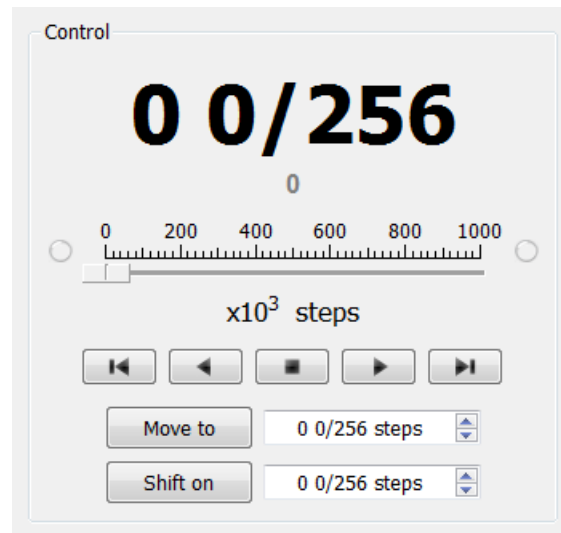 Control
0 0/256
0
0 200 400 600 800 1000
x10³ steps
Move to 0 0/256 steps
Shift on 0 0/256 steps